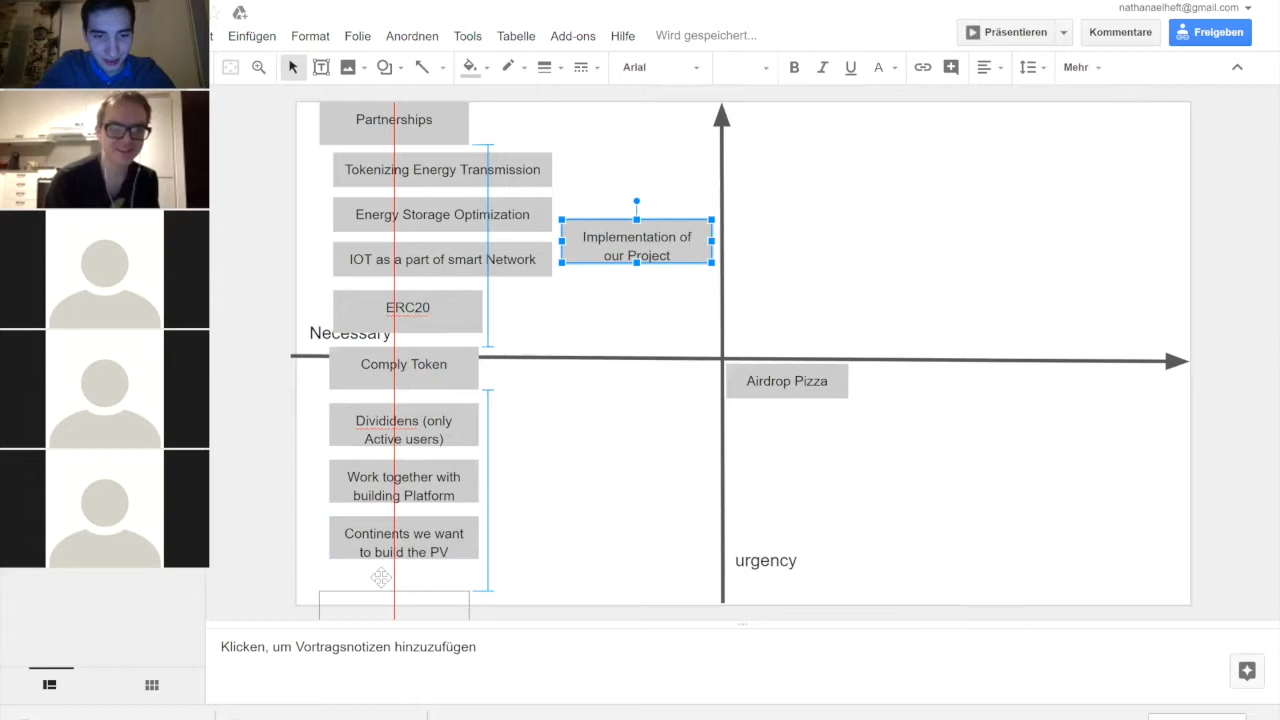 nathanaelheft@gmail.com
t Einfügen Format Folie Anordnen Tools Tabelle Add-ons Hilfe Wird gespeichert...
Präsentieren Kommentare Freigeben
Arial B I U A Mehr
Partnerships
Tokenizing Energy Transmission
Energy Storage Optimization
IOT as a part of smart Network
Implementation of
our Project
ERC20
Necessary
Comply Token
Airdrop Pizza
Divididens (only
Active users)
Work together with
building Platform
Continents we want
to build the PV
urgency
Klicken, um Vortragsnotizen hinzuzufügen